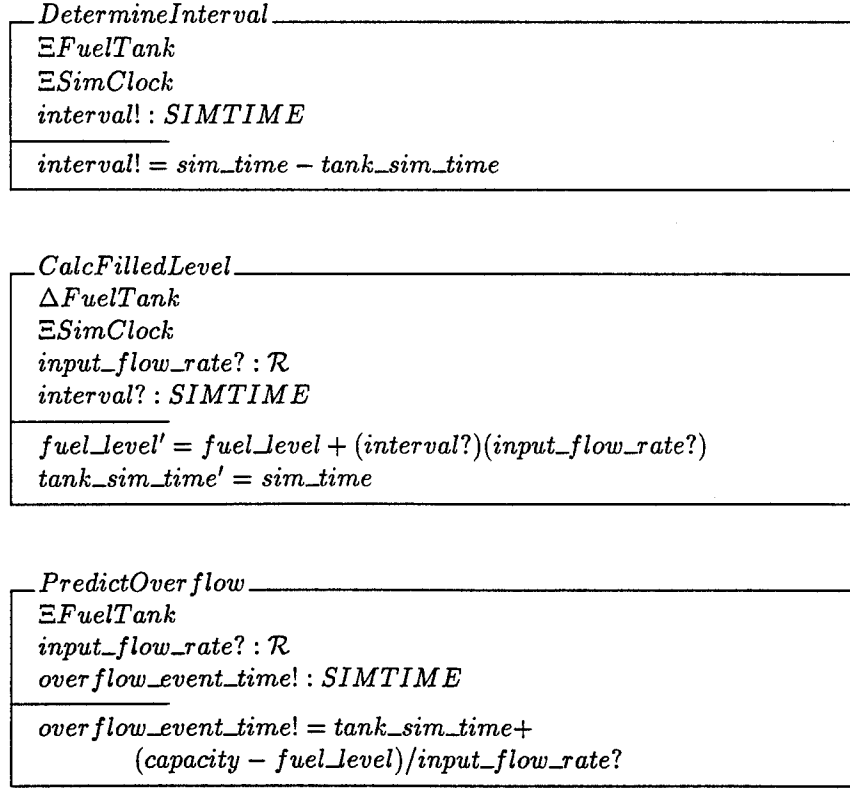 DetermineInterval
ΞFuelTank
ΞSimClock
interval! : SIMTIME
interval! = sim_time − tank_sim_time
CalcFilledLevel
ΔFuelTank
ΞSimClock
input_flow_rate? : ℛ
interval? : SIMTIME
fuel_level′ = fuel_level + (interval?)(input_flow_rate?)
tank_sim_time′ = sim_time
PredictOverflow
ΞFuelTank
input_flow_rate? : ℛ
overflow_event_time! : SIMTIME
overflow_event_time! = tank_sim_time+
(capacity − fuel_level)/input_flow_rate?